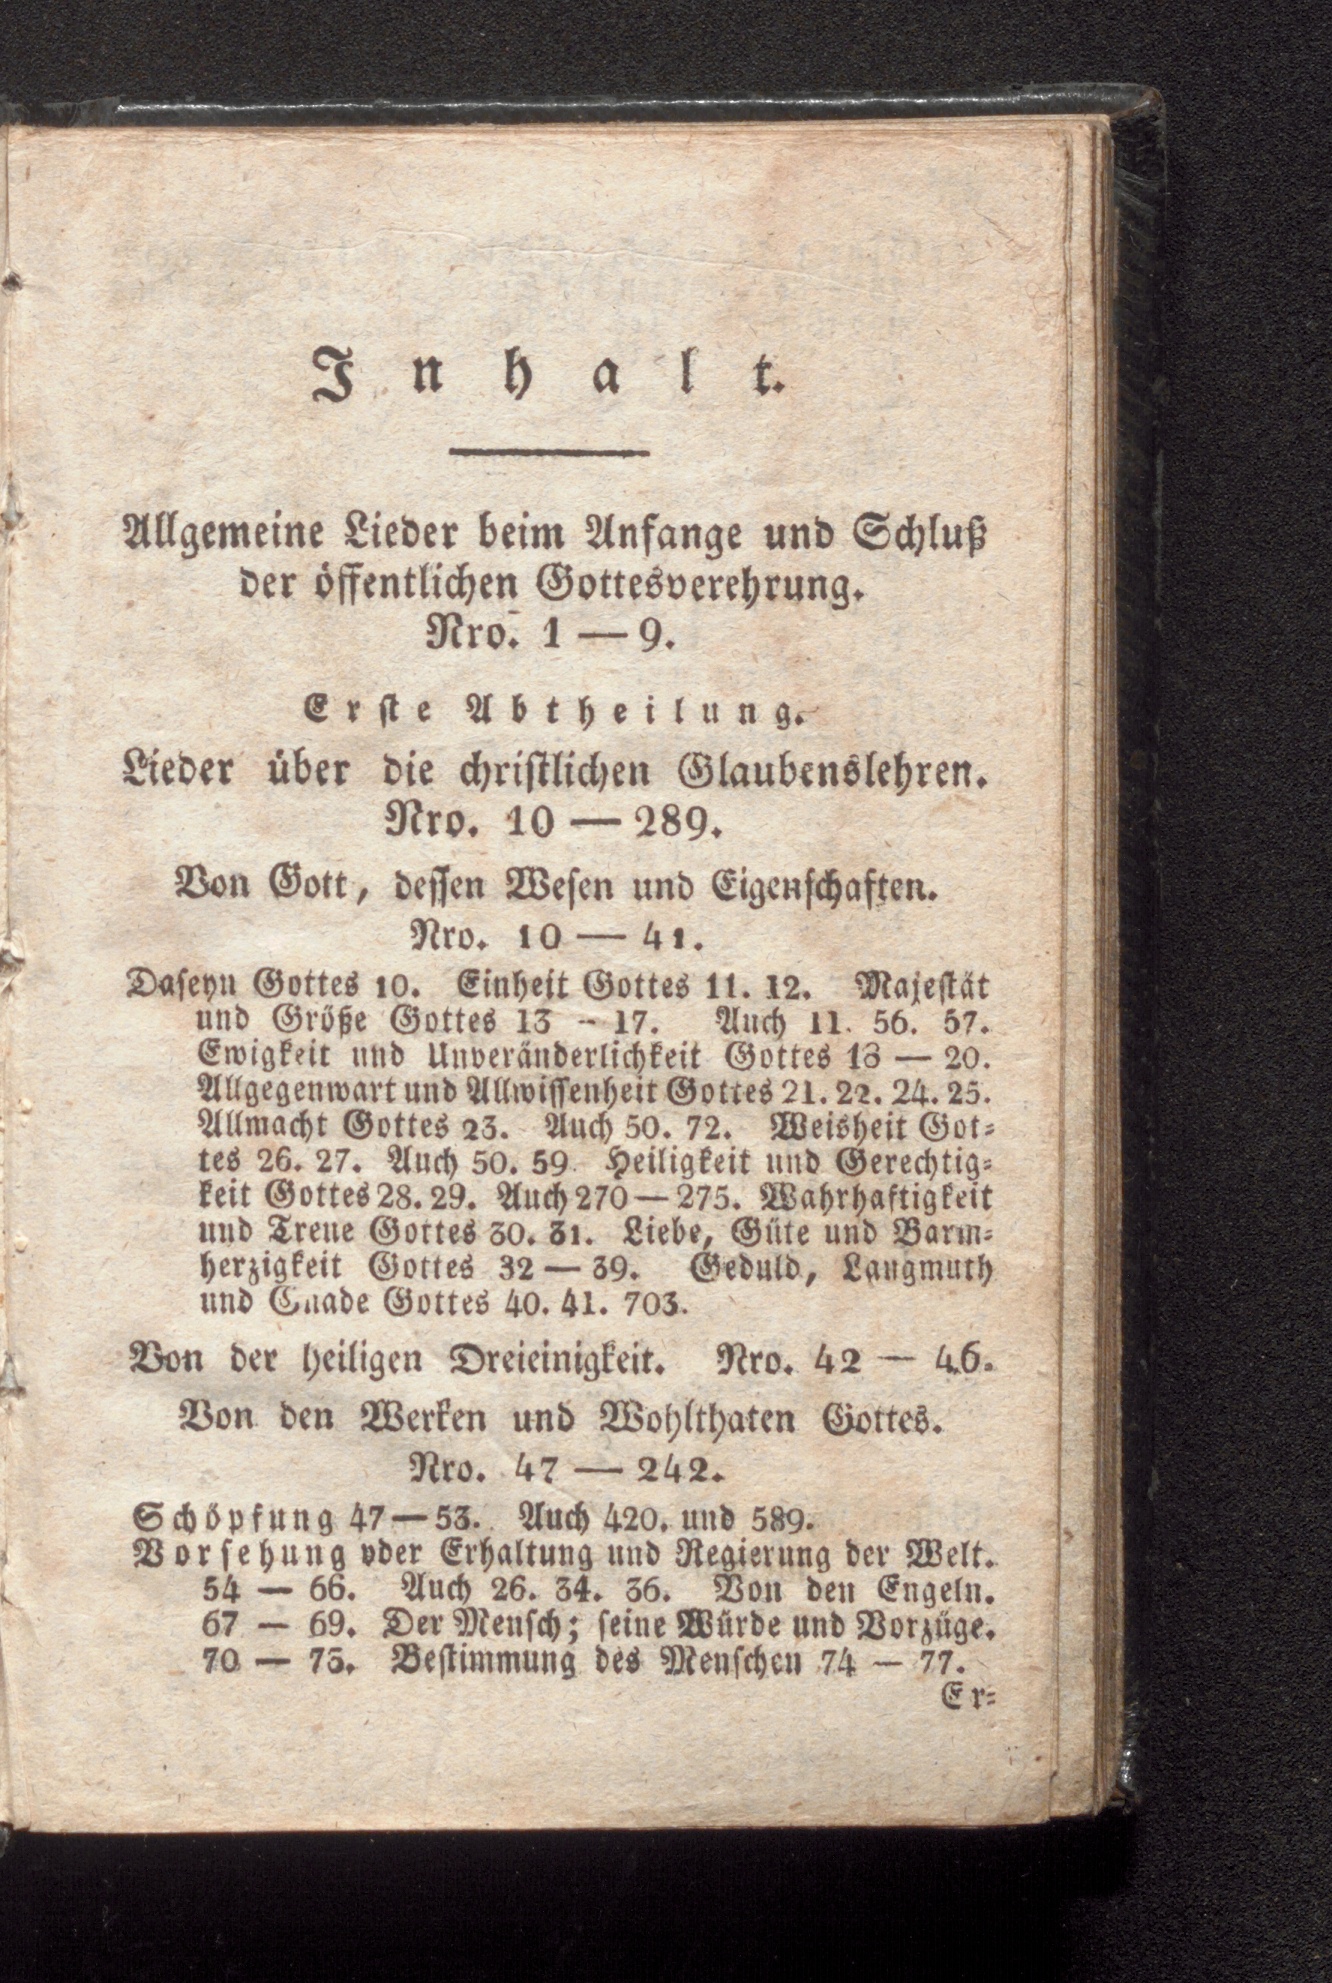 Inhalt.
Allgemeine Lieder beim Anfange und Schluß
der öffentlichen Gottesverehrung.
Nro. 1 — 9.
Erste Abtheilung.
Lieder über die christlichen Glaubenslehren.
Nro. 10 — 289.
Von Gott, dessen Wesen und Eigenschaften.
Nro. 10 — 41.
Daseyn Gottes 10. Einheit Gottes 11. 12. Majestät
und Größe Gottes 13 - 17. Auch 11. 56. 57.
Ewigkeit und Unveränderlichkeit Gottes 18 — 20.
Allgegenwart und Allwissenheit Gottes 21. 22. 24. 25.
Allmacht Gottes 23. Auch 50. 72. Weisheit Got-
tes 26. 27. Auch 50. 59. Heiligkeit und Gerechtig-
keit Gottes 28. 29. Auch 270 — 275. Wahrhaftigkeit
und Treue Gottes 30. 31. Liebe, Güte und Barm-
herzigkeit Gottes 32 — 39. Geduld, Langmuth
und Gnade Gottes 40. 41. 703.
Von der heiligen Dreieinigkeit. Nro. 42 — 46.
Von den Werken und Wohlthaten Gottes.
Nro. 47 — 242.
Schöpfung 47 — 53. Auch 420. und 589.
Vorsehung oder Erhaltung und Regierung der Welt.
54 — 66. Auch 26. 34. 36. Von den Engeln.
67 — 69. Der Mensch; seine Würde und Vorzüge.
70 — 73. Bestimmung des Menschen 74 — 77.
Er-